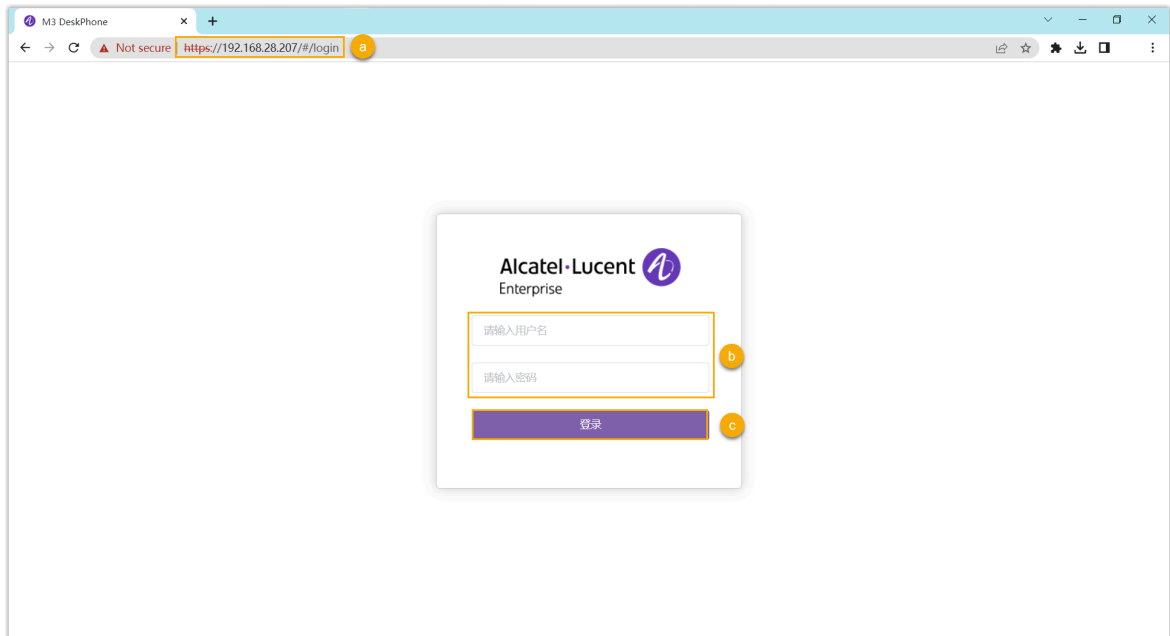 M3 DeskPhone
Not secure https://192.168.28.207/#/login a
Alcatel·Lucent
Enterprise
请输入用户名
b
请输入密码
登录 c